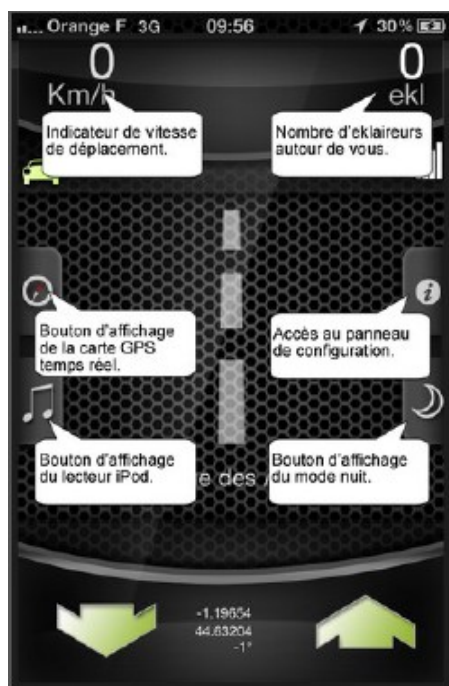 Orange F 3G 09:56 30%
0 0
Km/h ekl
Indicateur de vitesse
de déplacement.
Nombre d'eklaireurs
autour de vous.
Bouton d'affichage
de la carte GPS
temps réel.
Accès au panneau
de configuration.
Bouton d'affichage
du lecteur iPod.
Bouton d'affichage
du mode nuit.
e des
-1.19654
44.63204
-1°